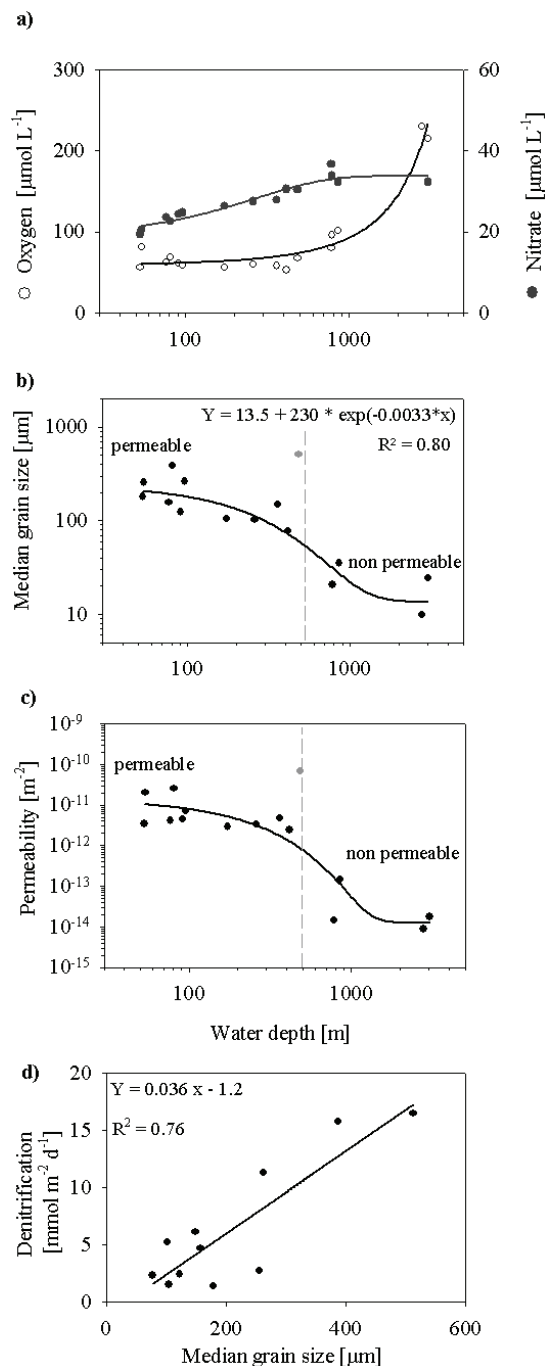 a)
300
60
200
40
100
20
0
0
100
1000
○ Oxygen [µmol L⁻¹]
● Nitrate [µmol L⁻¹]
b)
Y = 13.5 + 230 * exp(-0.0033*x)
R² = 0.80
1000
permeable
100
non permeable
10
100
1000
Median grain size [µm]
c)
10⁻⁹
permeable
10⁻¹⁰
10⁻¹¹
10⁻¹²
non permeable
10⁻¹³
10⁻¹⁴
10⁻¹⁵
100
1000
Permeability [m⁻²]
Water depth [m]
d)
20
Y = 0.036 x - 1.2
R² = 0.76
15
10
5
0
0
200
400
600
Denitrification
[mmol m⁻² d⁻¹]
Median grain size [µm]